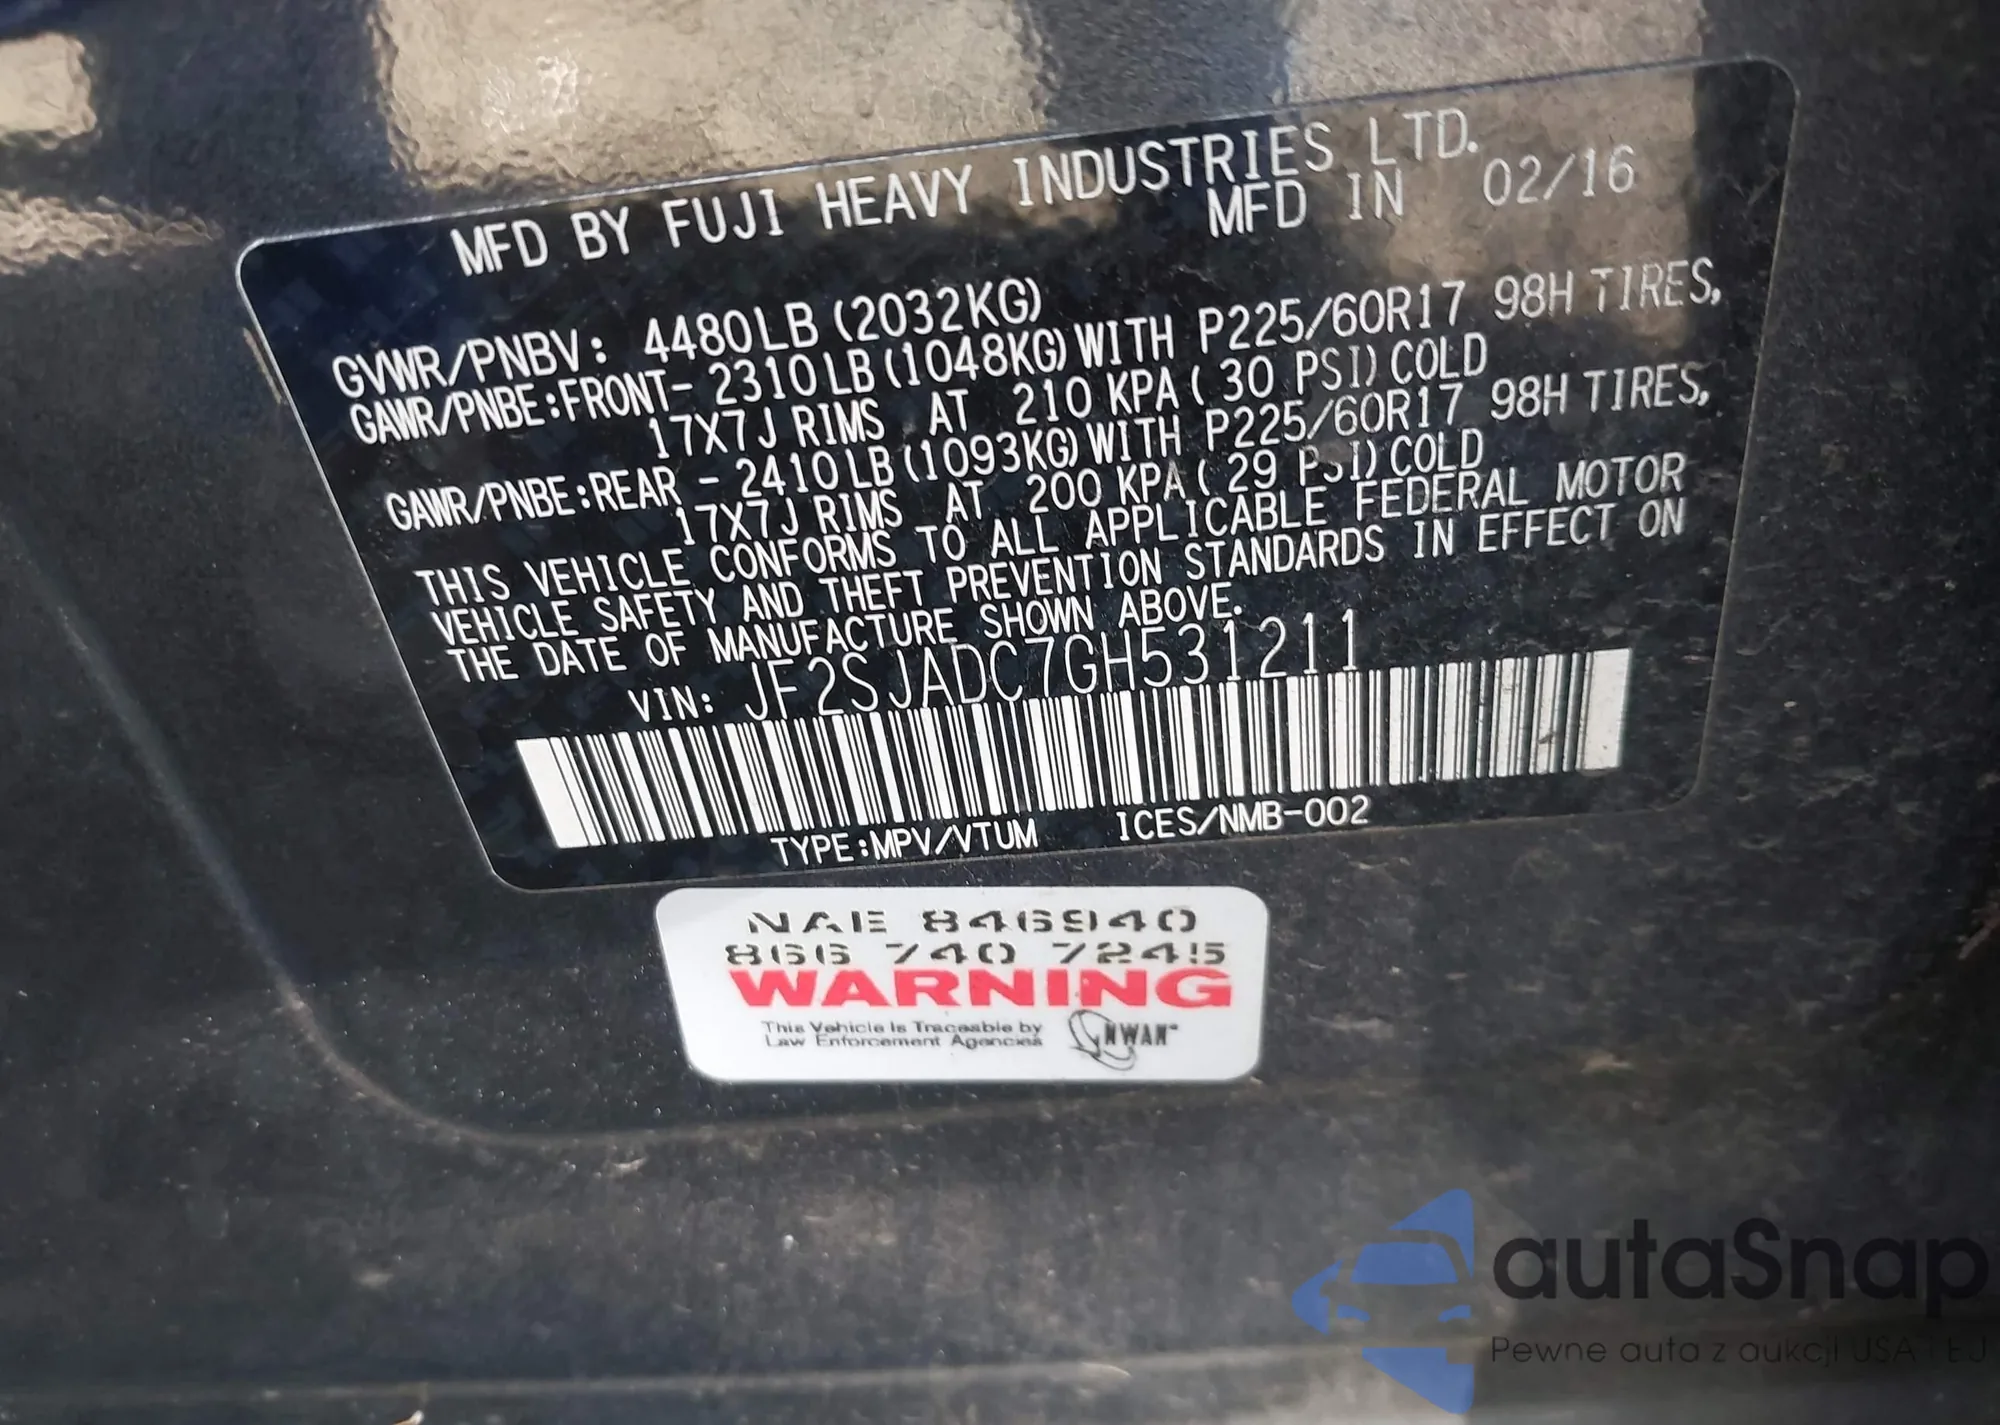 MFD BY FUJI HEAVY INDUSTRIES LTD.
MFD IN 02/16
GVWR/PNBV: 4480LB (2032KG)
GAWR/PNBE:FRONT- 2310LB (1048KG) WITH P225/60R17 98H TIRES,
17X7J RIMS AT 210 KPA ( 30 PSI) COLD
GAWR/PNBE:REAR - 2410LB (1093KG) WITH P225/60R17 98H TIRES,
17X7J RIMS AT 200 KPA ( 29 PSI) COLD
THIS VEHICLE CONFORMS TO ALL APPLICABLE FEDERAL MOTOR
VEHICLE SAFETY AND THEFT PREVENTION STANDARDS IN EFFECT ON
THE DATE OF MANUFACTURE SHOWN ABOVE.
VIN: JF2SJADC7GH531211
TYPE:MPV/VTUM ICES/NMB-002
NAE 846940
866 740 7245
WARNING
This Vehicle Is Traceable by
Law Enforcement Agencies
NWAN
autaSnap
Pewne auta z aukcji USA i EJ